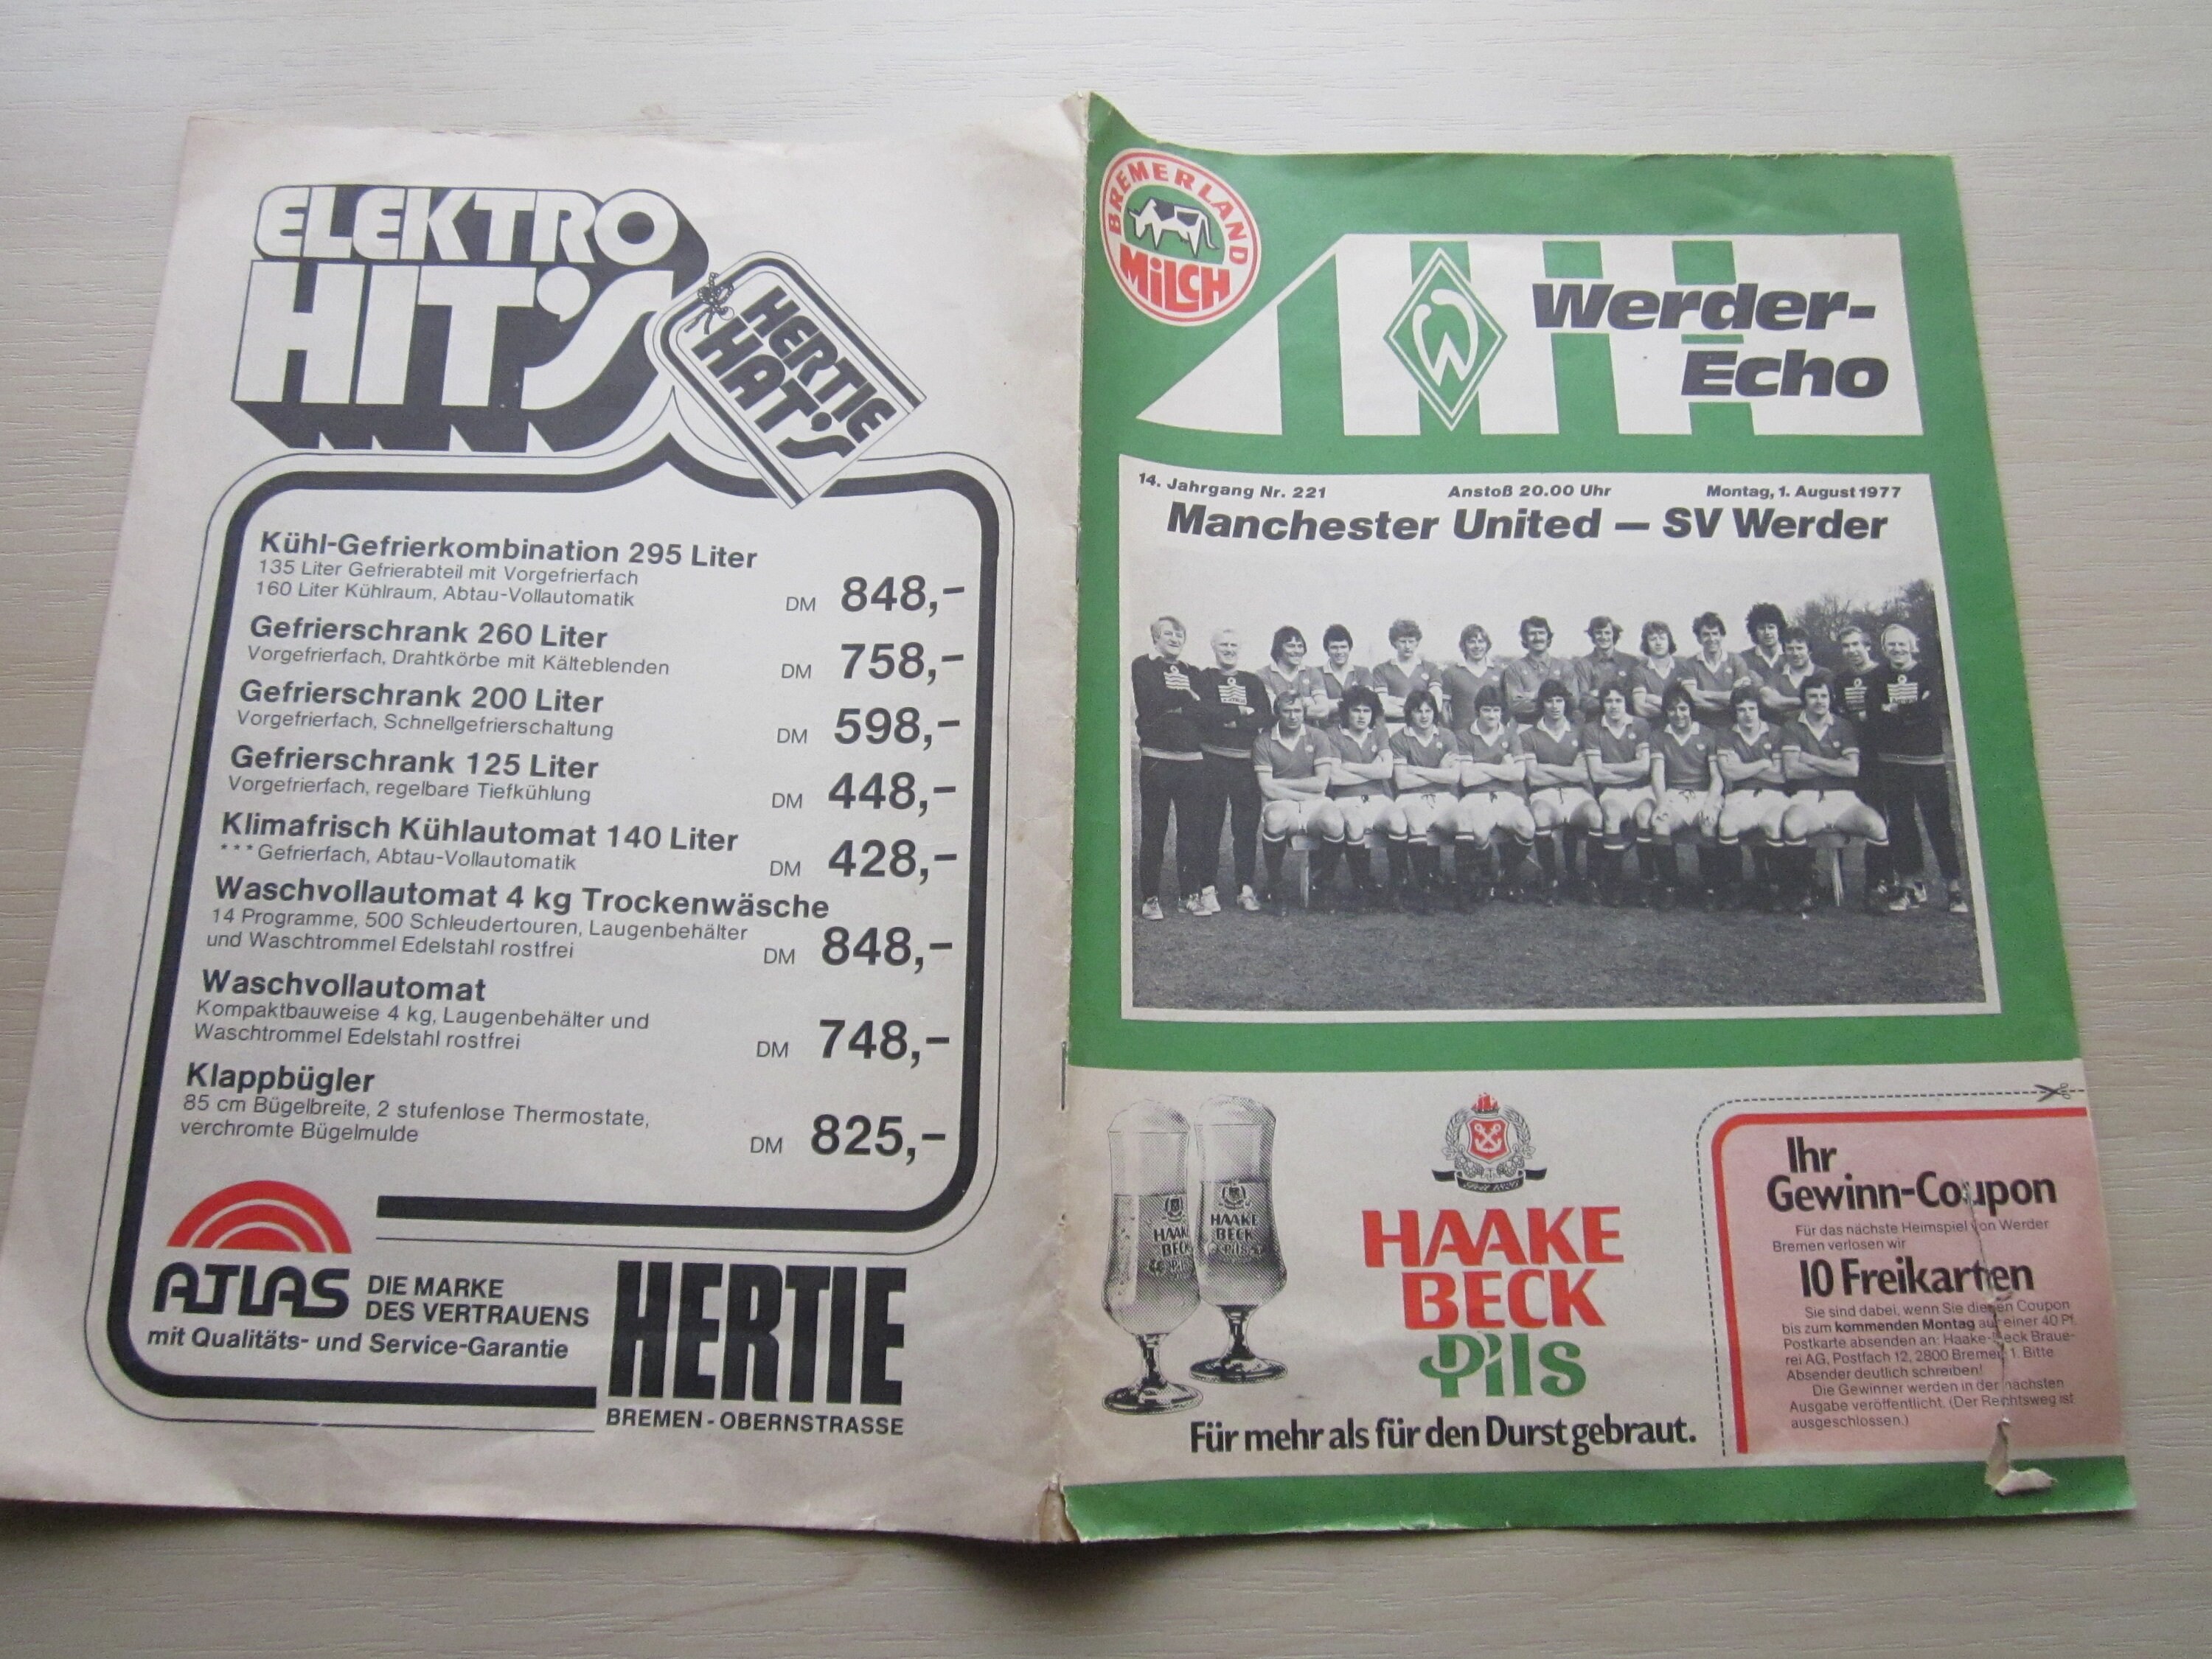 ELEKTRO
HIT'S
HERTIE
HAT'S
Kühl-Gefrierkombination 295 Liter
135 Liter Gefrierabteil mit Vorgefrierfach
160 Liter Kühlraum, Abtau-Vollautomatik
DM 848,-
Gefrierschrank 260 Liter
Vorgefrierfach, Drahtkörbe mit Kälteblenden
DM 758,-
Gefrierschrank 200 Liter
Vorgefrierfach, Schnellgefrierschaltung
DM 598,-
Gefrierschrank 125 Liter
Vorgefrierfach, regelbare Tiefkühlung
DM 448,-
Klimafrisch Kühlautomat 140 Liter
***Gefrierfach, Abtau-Vollautomatik
DM 428,-
Waschvollautomat 4 kg Trockenwäsche
14 Programme, 500 Schleudertouren, Laugenbehälter
und Waschtrommel Edelstahl rostfrei
DM 848,-
Waschvollautomat
Kompaktbauweise 4 kg, Laugenbehälter und
Waschtrommel Edelstahl rostfrei
DM 748,-
Klappbügler
85 cm Bügelbreite, 2 stufenlose Thermostate,
verchromte Bügelmulde
DM 825,-
ATLAS
DIE MARKE
DES VERTRAUENS
mit Qualitäts- und Service-Garantie
HERTIE
BREMEN - OBERNSTRASSE
BREMERLAND
MILCH
W
Werder-
Echo
14. Jahrgang Nr. 221 Anstoß 20.00 Uhr Montag, 1. August 1977
Manchester United — SV Werder
HAAKE
BECK
Pils
HAAKE
BECK
Pils
HAAKE
BECK
Pils
Für mehr als für den Durst gebraut.
Ihr
Gewinn-Coupon
Für das nächste Heimspiel von Werder
Bremen verlosen wir
10 Freikarten
Sie sind dabei, wenn Sie diesen Coupon
bis zum kommenden Montag auf einer 40 Pf.
Postkarte absenden an: Haake-Beck Braue-
rei AG, Postfach 12, 2800 Bremen 1. Bitte
Absender deutlich schreiben!
Die Gewinner werden in der nächsten
Ausgabe veröffentlicht. (Der Rechtsweg ist
ausgeschlossen.)